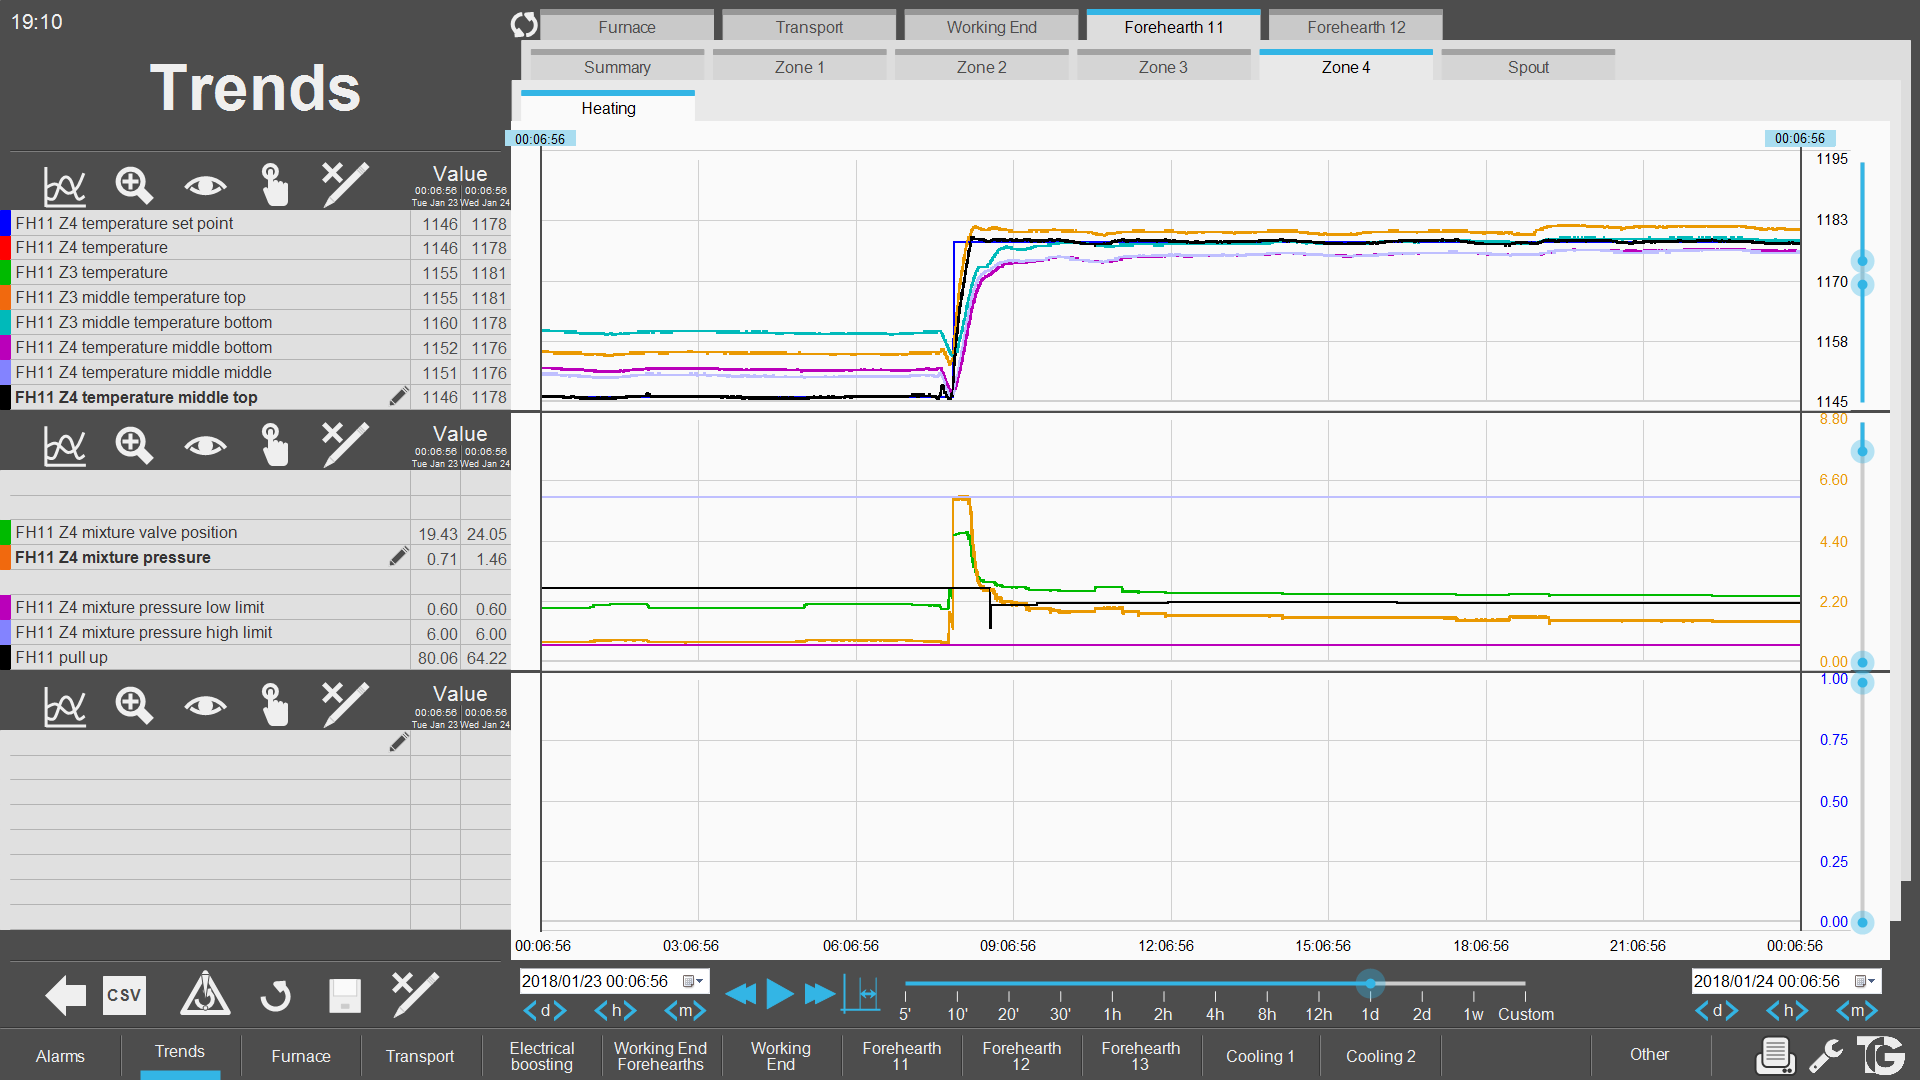 19:10
Trends
Furnace
Transport
Working End
Forehearth 11
Forehearth 12
Summary
Zone 1
Zone 2
Zone 3
Zone 4
Spout
Heating
00:06:56
00:06:56
Value
00:06:56 00:06:56
Tue Jan 23 Wed Jan 24
FH11 Z4 temperature set point 1146 1178
FH11 Z4 temperature 1146 1178
FH11 Z3 temperature 1155 1181
FH11 Z3 middle temperature top 1155 1181
FH11 Z3 middle temperature bottom 1160 1178
FH11 Z4 temperature middle bottom 1152 1176
FH11 Z4 temperature middle middle 1151 1176
FH11 Z4 temperature middle top 1146 1178
1195
1183
1170
1158
1145
Value
00:06:56 00:06:56
Tue Jan 23 Wed Jan 24
FH11 Z4 mixture valve position 19.43 24.05
FH11 Z4 mixture pressure 0.71 1.46
FH11 Z4 mixture pressure low limit 0.60 0.60
FH11 Z4 mixture pressure high limit 6.00 6.00
FH11 pull up 80.06 64.22
8.80
6.60
4.40
2.20
0.00
Value
00:06:56 00:06:56
Tue Jan 23 Wed Jan 24
1.00
0.75
0.50
0.25
0.00
00:06:56
03:06:56
06:06:56
09:06:56
12:06:56
15:06:56
18:06:56
21:06:56
00:06:56
CSV
2018/01/23 00:06:56
d
h
m
5'
10'
20'
30'
1h
2h
4h
8h
12h
1d
2d
1w
Custom
2018/01/24 00:06:56
d
h
m
Alarms
Trends
Furnace
Transport
Electrical
boosting
Working End
Forehearths
Working
End
Forehearth
11
Forehearth
12
Forehearth
13
Cooling 1
Cooling 2
Other
TG